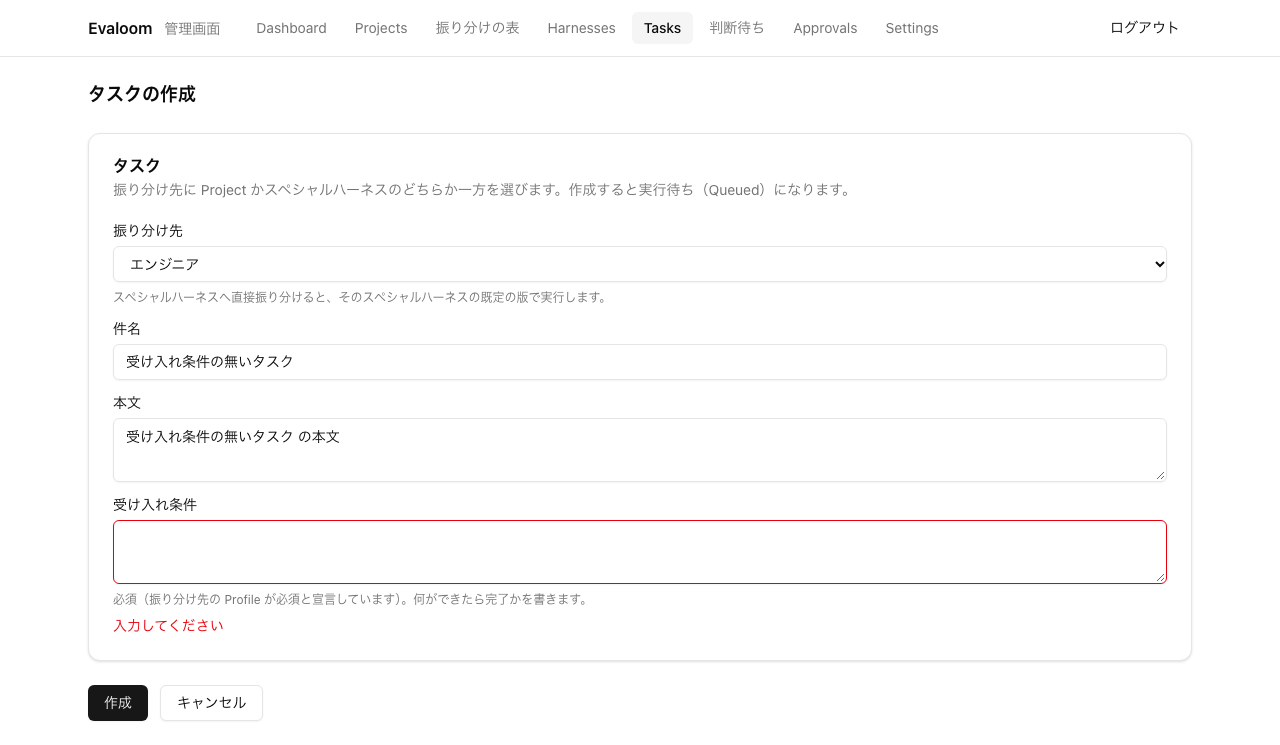 Evaloom 管理画面 Dashboard Projects 振り分けの表 Harnesses Tasks 判断待ち Approvals Settings ログアウト
タスクの作成
タスク
振り分け先に Project かスペシャルハーネスのどちらか一方を選びます。作成すると実行待ち（Queued）になります。
振り分け先
エンジニア
スペシャルハーネスへ直接振り分けると、そのスペシャルハーネスの既定の版で実行します。
件名
受け入れ条件の無いタスク
本文
受け入れ条件の無いタスク の本文
受け入れ条件
必須（振り分け先の Profile が必須と宣言しています）。何ができたら完了かを書きます。
入力してください
作成 キャンセル